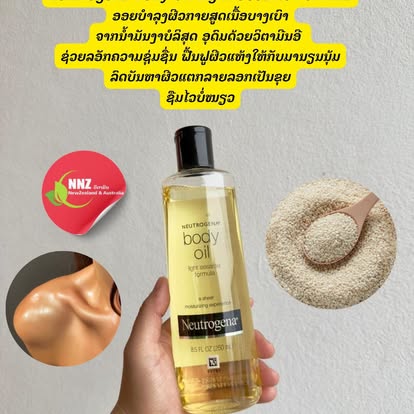 ອອຍບຳລຸງຜິວກາຍສູດເນື້ອບາງເບົາ
ຈາກນ້ຳມັນງາບໍລິສຸດ ອຸດົມດ້ວຍວິຕາມິນອີ
ຊ່ວຍລອັກຄວາມຊຸ່ມຊື່ນ ຟື້ນຟູຜິວແຫ້ງໃຫ້ກັບມານຽນນຸ້ມ
ລົດບັນຫາຜິວແຕກລາຍລອກເປັນຂຸຍ
ຊຶມໄວບໍ່ໜຽວ
NNZ
NewZealand & Australia
NEUTROGENA®
body
oil
light sesame
formula
a sheer
moisturizing experience
Neutrogena®
8.5 FL OZ (250 mL)